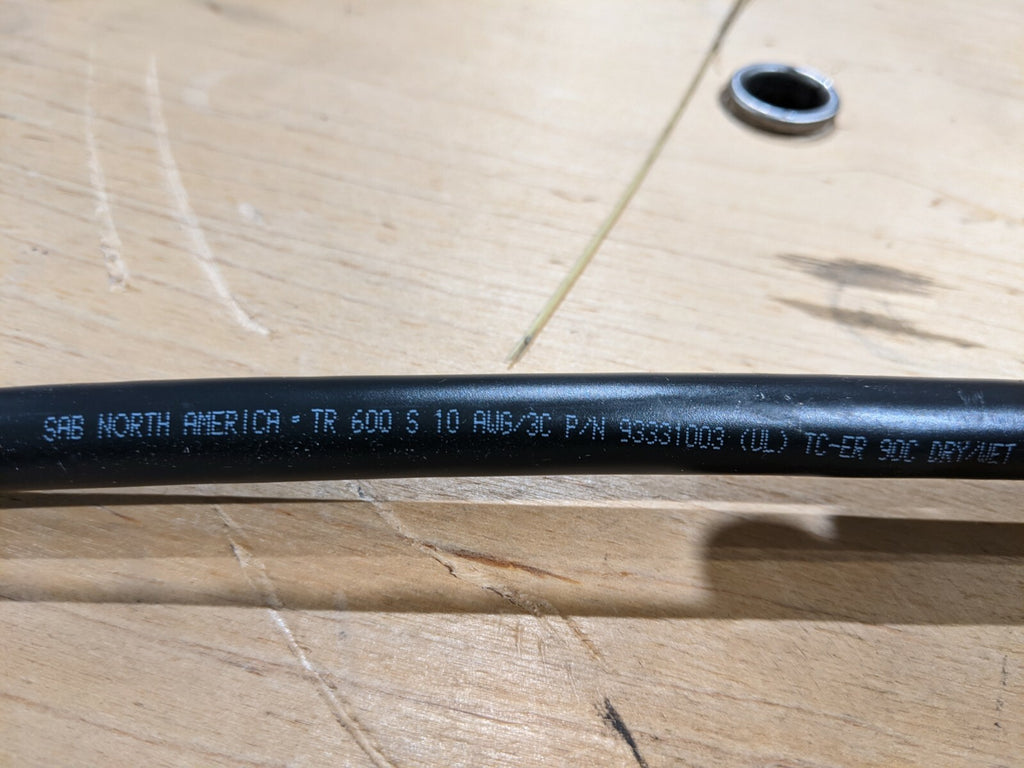 SAB NORTH AMERICA - TR 600 S 10 AWG/3C P/N 93331003 (UL) TC-ER 90C DRY/WET